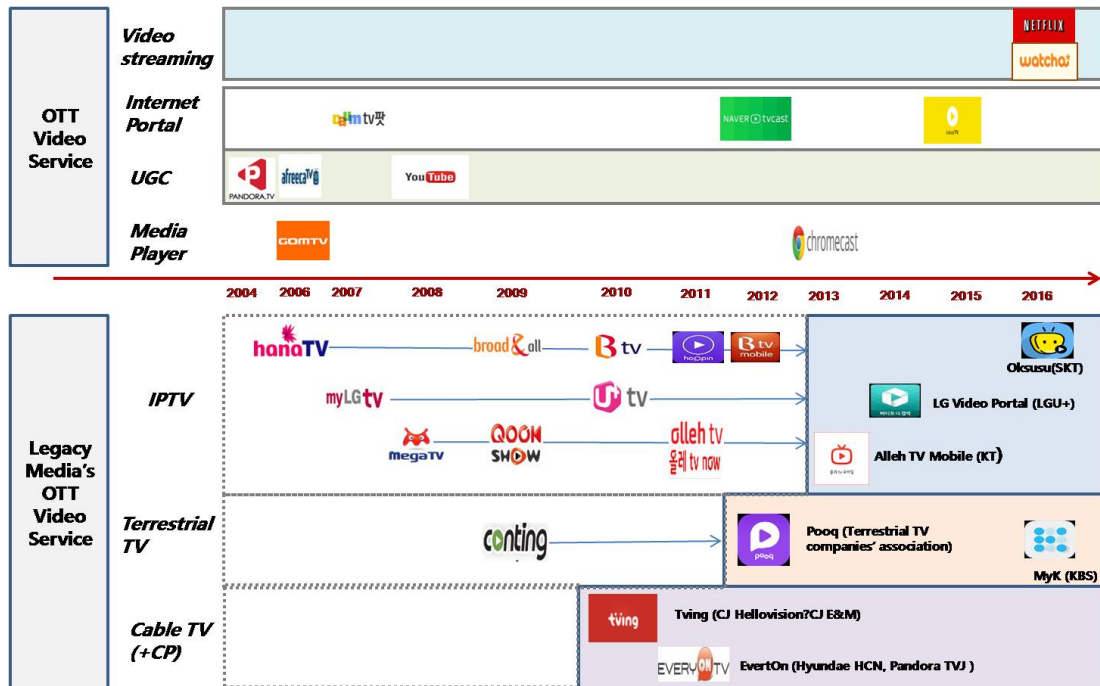 Video
streaming
NETFLIX
watcha
OTT
Video
Service
Internet
Portal
Daum tv팟
NAVER tvcast
UGC
PANDORA.TV
afreecaTV
YouTube
Media
Player
GOMTV
chromecast
2004 2006 2007 2008 2009 2010 2011 2012 2013 2014 2015 2016
Legacy
Media's
OTT
Video
Service
IPTV
hanaTV
broad&all
B tv
hoppin
B tv
mobile
Oksusu(SKT)
myLGtv
U+ tv
LG Video Portal (LGU+)
MegaTV
QOOK
SHOW
olleh tv
올레 tv now
Alleh TV Mobile (KT)
Terrestrial
TV
conting
pooq
Pooq (Terrestrial TV
companies' association)
MyK (KBS)
Cable TV
(+CP)
tving
Tving (CJ Hellovision?CJ E&M)
EVERY ON TV
EvertOn (Hyundae HCN, Pandora TVJ )